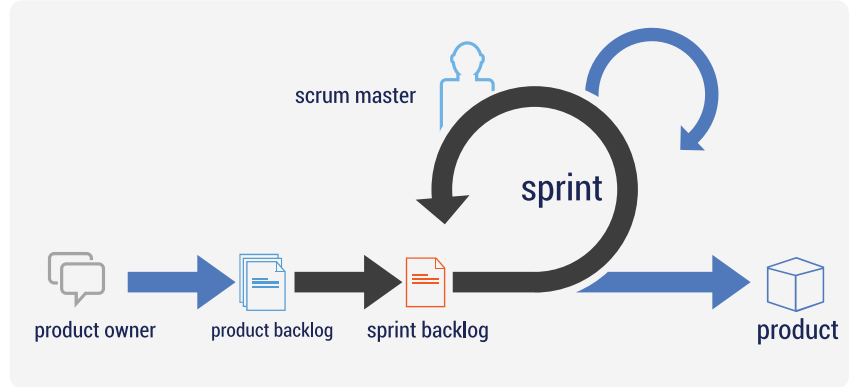 scrum master
sprint
product owner
product backlog
sprint backlog
product